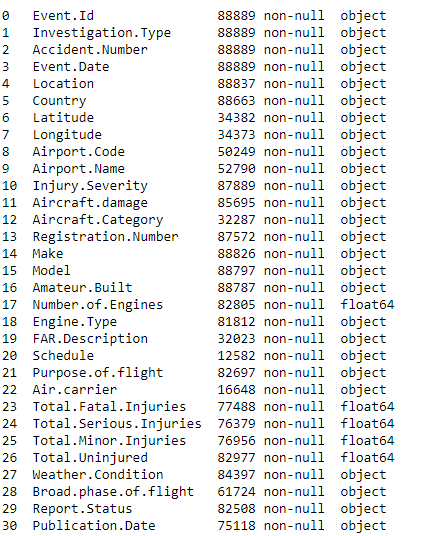 0 Event.Id 88889 non-null object
1 Investigation.Type 88889 non-null object
2 Accident.Number 88889 non-null object
3 Event.Date 88889 non-null object
4 Location 88837 non-null object
5 Country 88663 non-null object
6 Latitude 34382 non-null object
7 Longitude 34373 non-null object
8 Airport.Code 50249 non-null object
9 Airport.Name 52790 non-null object
10 Injury.Severity 87889 non-null object
11 Aircraft.damage 85695 non-null object
12 Aircraft.Category 32287 non-null object
13 Registration.Number 87572 non-null object
14 Make 88826 non-null object
15 Model 88797 non-null object
16 Amateur.Built 88787 non-null object
17 Number.of.Engines 82805 non-null float64
18 Engine.Type 81812 non-null object
19 FAR.Description 32023 non-null object
20 Schedule 12582 non-null object
21 Purpose.of.flight 82697 non-null object
22 Air.carrier 16648 non-null object
23 Total.Fatal.Injuries 77488 non-null float64
24 Total.Serious.Injuries 76379 non-null float64
25 Total.Minor.Injuries 76956 non-null float64
26 Total.Uninjured 82977 non-null float64
27 Weather.Condition 84397 non-null object
28 Broad.phase.of.flight 61724 non-null object
29 Report.Status 82508 non-null object
30 Publication.Date 75118 non-null object